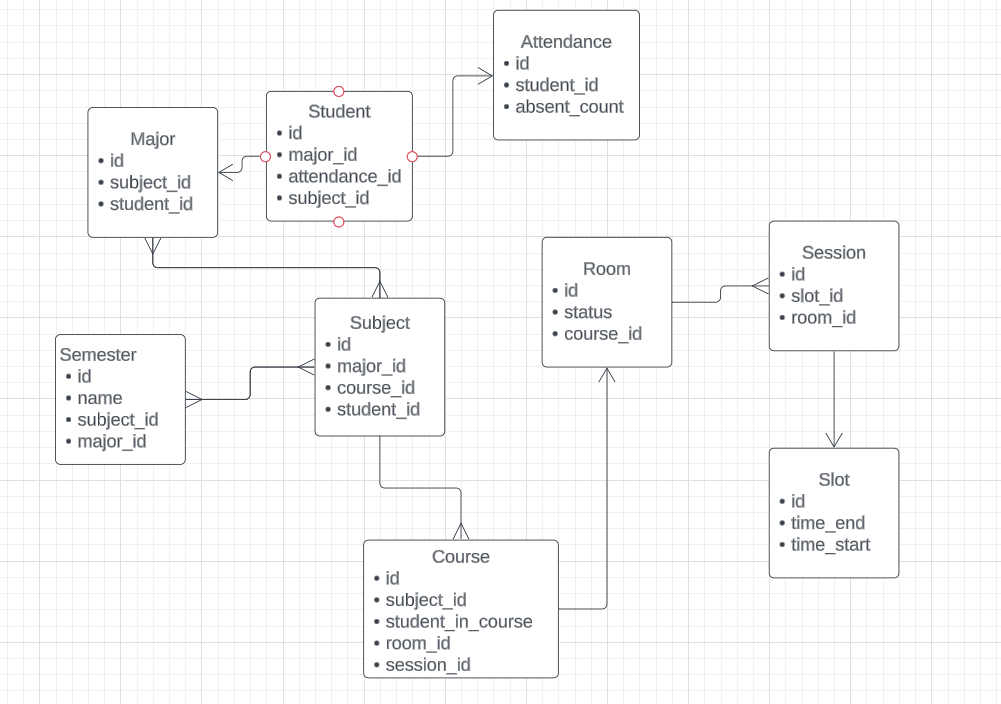 Attendance
• id
• student_id
• absent_count
Student
• id
• major_id
• attendance_id
• subject_id
Major
• id
• subject_id
• student_id
Room
• id
• status
• course_id
Session
• id
• slot_id
• room_id
Subject
• id
• major_id
• course_id
• student_id
Semester
• id
• name
• subject_id
• major_id
Slot
• id
• time_end
• time_start
Course
• id
• subject_id
• student_in_course
• room_id
• session_id